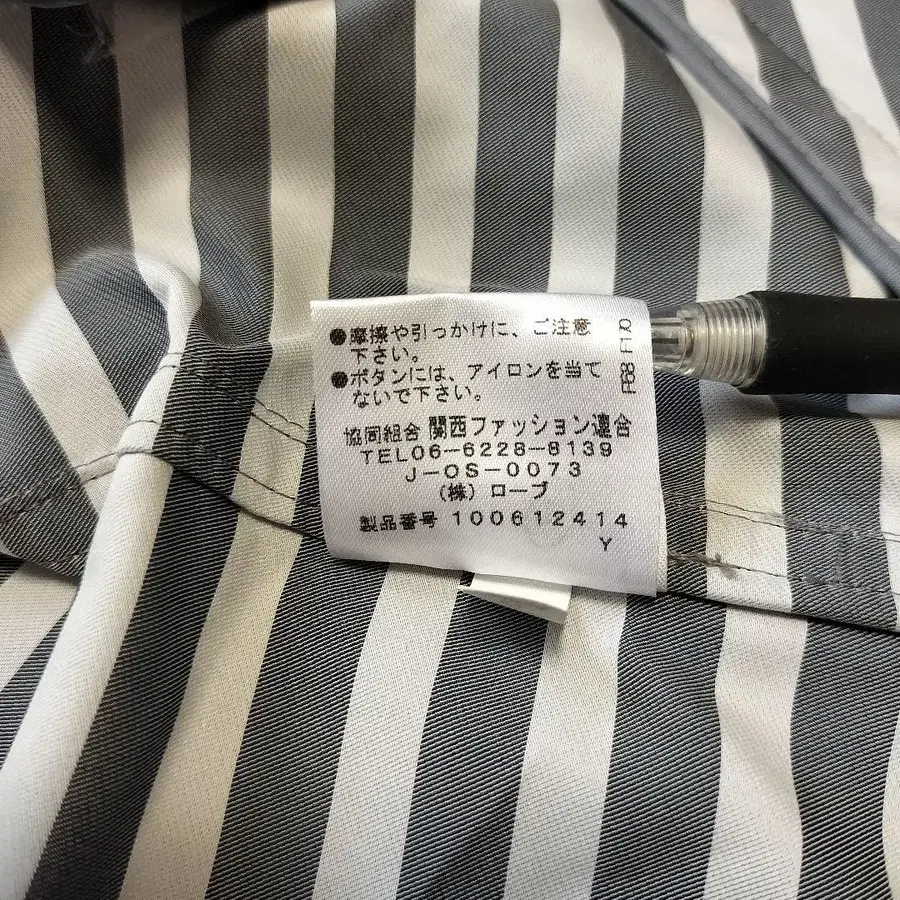 ●摩擦や引っかけに、ご注意
下さい。
●ボタンには、アイロンを当て
ないで下さい。
協同組合 関西ファッション連合
TEL06-6228-8139
J-OS-0073
(株) ローブ
製品番号 100612414
Y